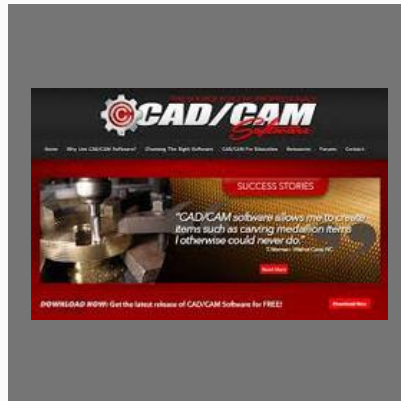 CAD/CAM
Software
Home Why Use CAD/CAM Software? Choosing The Right Software CAD/CAM For Education Resources Forums Contact
SUCCESS STORIES
"CAD/CAM software allows me to create
items such as carving medallion items
I otherwise could never do."
Read More
DOWNLOAD NOW: Get the latest release of CAD/CAM Software for FREE!
Download Now